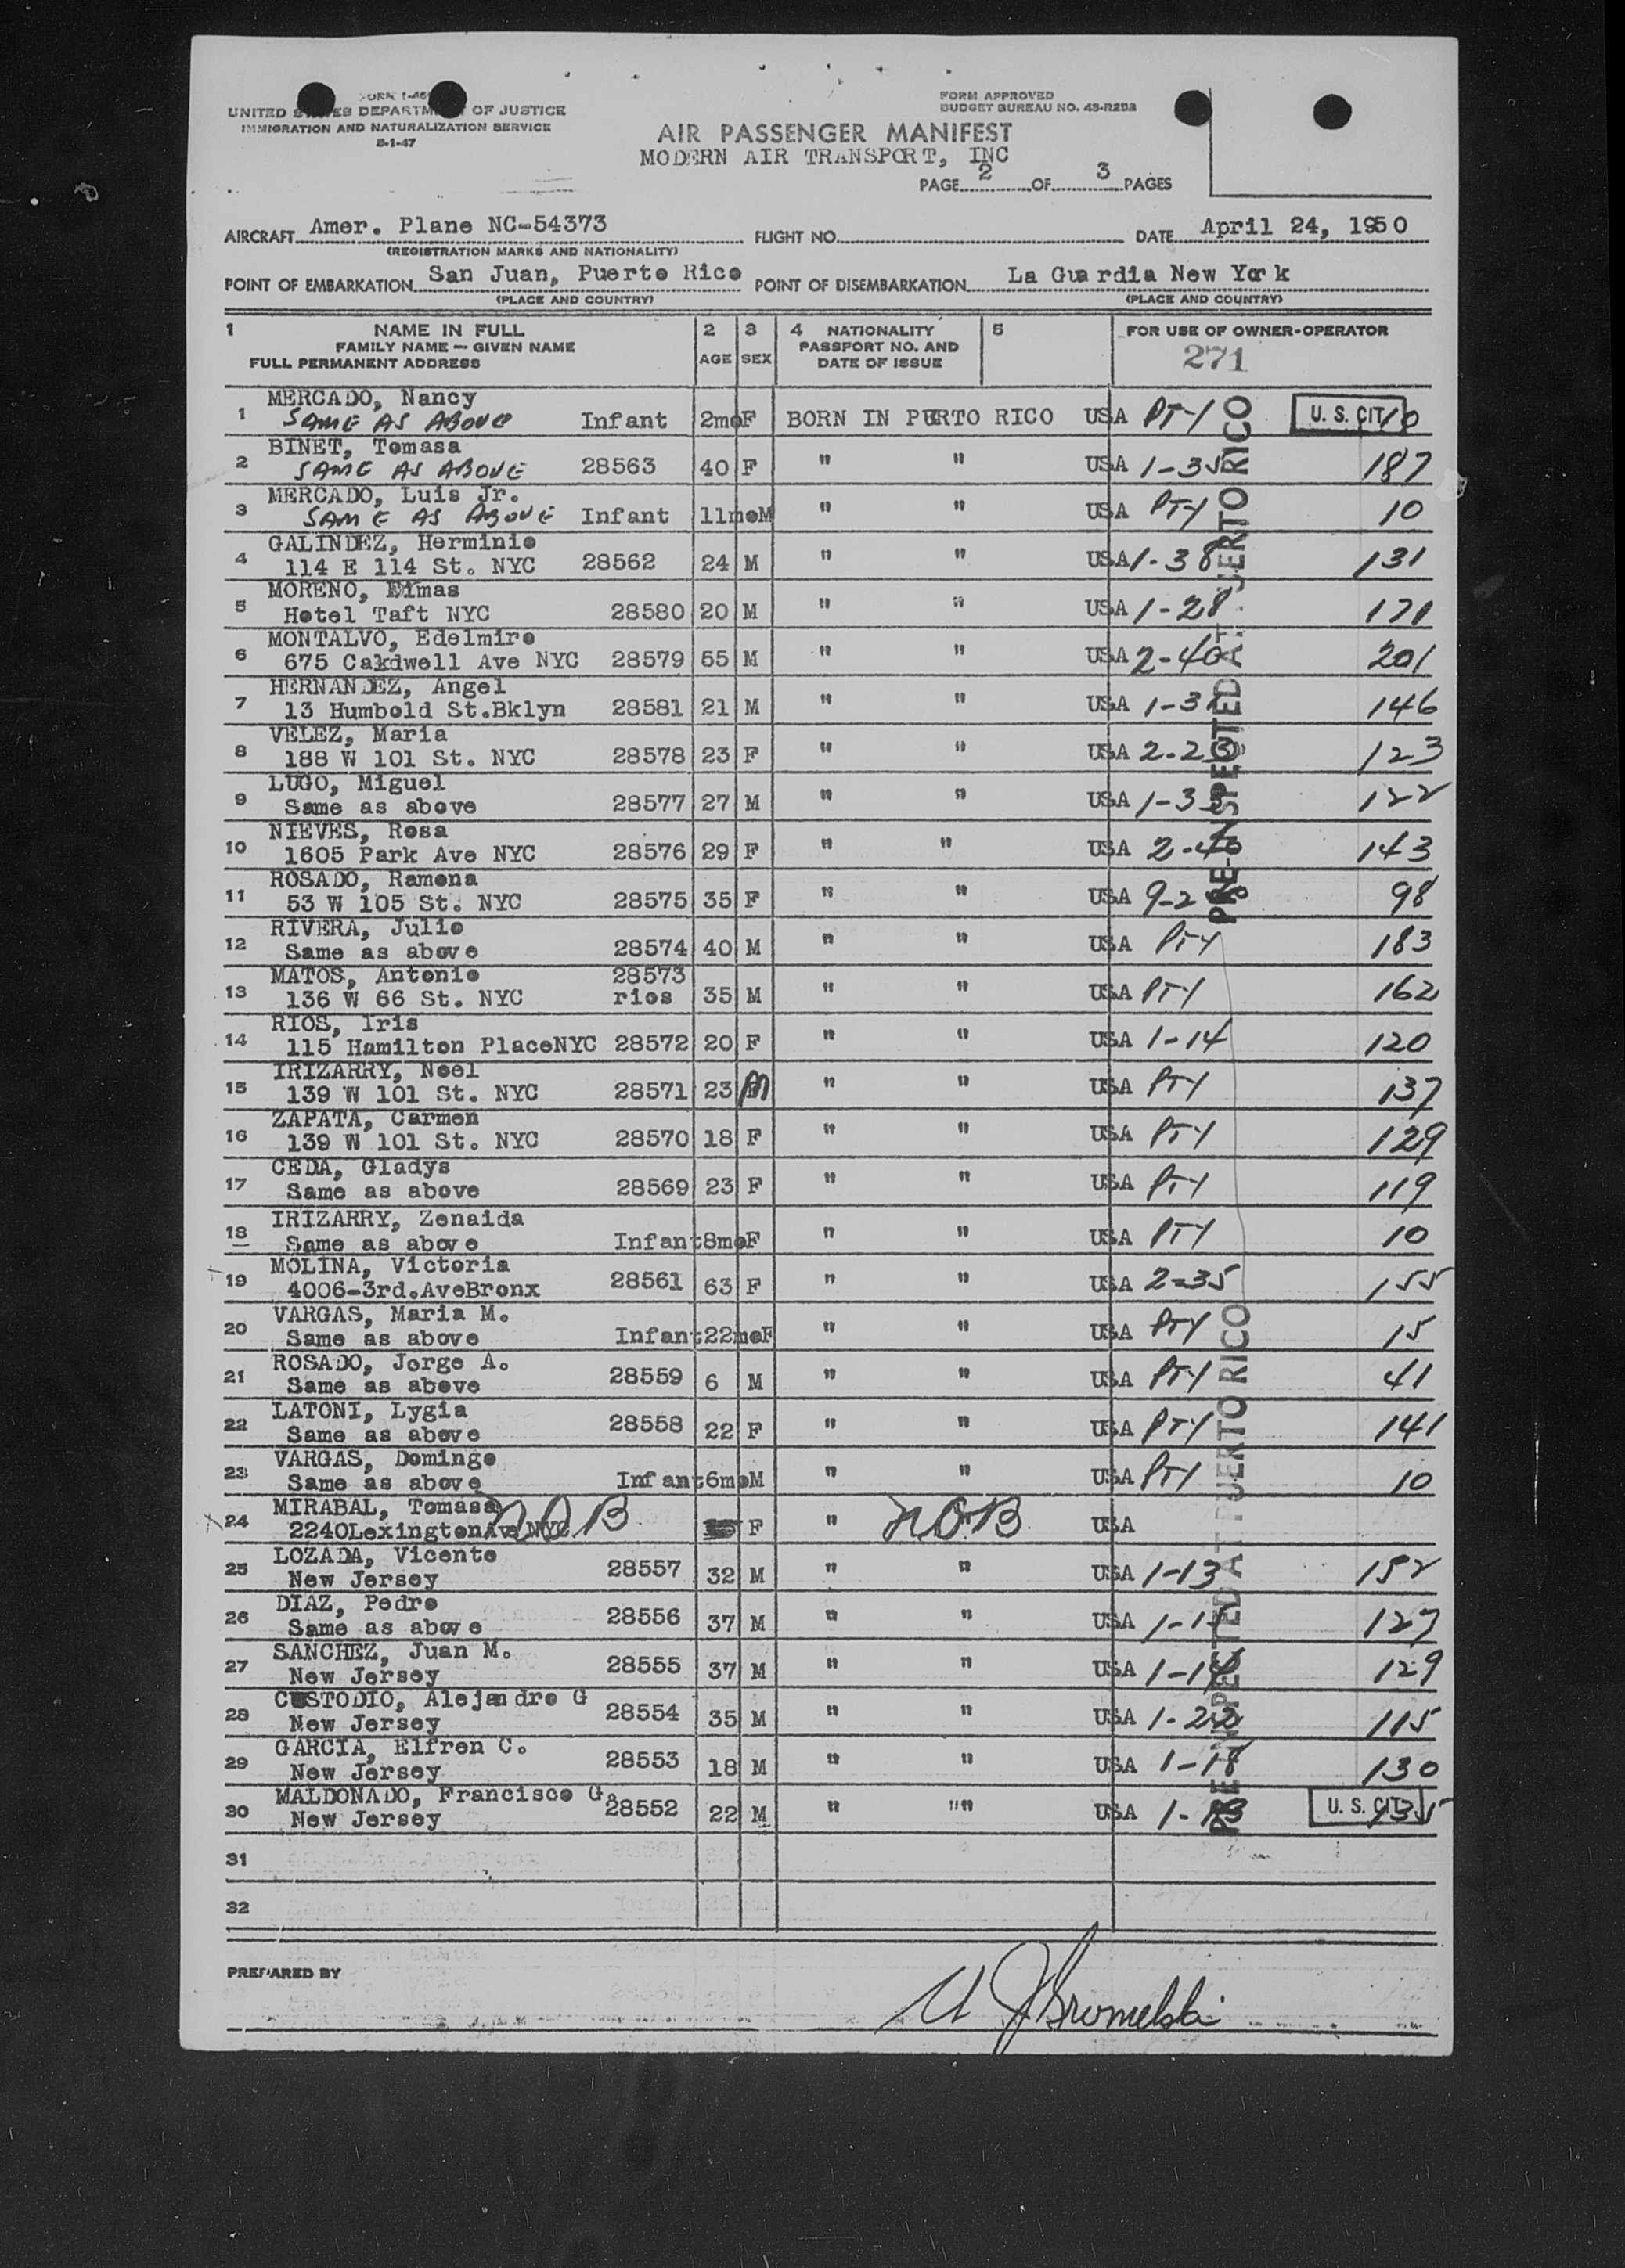 UNITED STATES DEPARTMENT OF JUSTICE
IMMIGRATION AND NATURALIZATION SERVICE
5-1-47
FORM APPROVED
BUDGET BUREAU NO. 43-R253
AIR PASSENGER MANIFEST
MODERN AIR TRANSPORT, INC
PAGE 2 OF 3 PAGES
AIRCRAFT Amer. Plane NC-54373 FLIGHT NO. DATE April 24, 1950
(REGISTRATION MARKS AND NATIONALITY)
POINT OF EMBARKATION San Juan, Puerto Rico POINT OF DISEMBARKATION La Guardia New York
(PLACE AND COUNTRY) (PLACE AND COUNTRY)
1 NAME IN FULL 2 3 4 NATIONALITY 5 FOR USE OF OWNER-OPERATOR
FAMILY NAME — GIVEN NAME PASSPORT NO. AND
FULL PERMANENT ADDRESS AGE SEX DATE OF ISSUE 271
MERCADO, Nancy
1 SAME AS ABOVE Infant 2mo F BORN IN PUERTO RICO USA PTY U. S. CIT. 10
BINET, Tomasa
2 SAME AS ABOVE 28563 40 F " " USA 1-35 187
MERCADO, Luis Jr.
3 SAME AS ABOVE Infant 11moM " " USA PTY 10
GALINDEZ, Herminio
4 114 E 114 St. NYC 28562 24 M " " USA 1-38 131
MORENO, Dimas
5 Hotel Taft NYC 28580 20 M " " USA 1-28 171
MONTALVO, Edelmiro
6 675 Caldwell Ave NYC 28579 55 M " " USA 2-40 201
HERNANDEZ, Angel
7 13 Humbold St.Bklyn 28581 21 M " " USA 146
VELEZ, Maria
8 188 W 101 St. NYC 28578 23 F " " USA 2-23 123
LUGO, Miguel
9 Same as above 28577 27 M " " USA 122
NIEVES, Rosa
10 1605 Park Ave NYC 28576 29 F " " USA 2-40 143
ROSADO, Ramona
11 53 W 105 St. NYC 28575 35 F " " USA 98
RIVERA, Julio
12 Same as above 28574 40 M " " USA PTY 183
MATOS, Antonio 28573
13 136 W 66 St. NYC rios 35 M " " USA PTY 162
RIOS, Iris
14 115 Hamilton PlaceNYC 28572 20 F " " USA 1-14 120
IRIZARRY, Noel
15 139 W 101 St. NYC 28571 23 M " " USA PTY 137
ZAPATA, Carmen
16 139 W 101 St. NYC 28570 18 F " " USA PTY 129
CEDA, Gladys
17 Same as above 28569 23 F " " USA PTY 119
IRIZARRY, Zenaida
18 Same as above Infant8moF " " USA PTY 10
MOLINA, Victoria
19 4006-3rd.AveBronx 28561 63 F " " USA 2-35 155
VARGAS, Maria M.
20 Same as above Infant22moF " " USA PTY 15
ROSADO, Jorge A.
21 Same as above 28559 6 M " " USA PTY 41
LATONI, Lygia
22 Same as above 28558 22 F " " USA PTY 141
VARGAS, Domingo
23 Same as above Infant6moM " " USA PTY 10
MIRABAL, Tomasa
24 2240LexingtonAve NYC NOB F " NOB USA
LOZADA, Vicente
25 New Jersey 28557 32 M " " USA 1-13 152
DIAZ, Pedro
26 Same as above 28556 37 M " " USA 127
SANCHEZ, Juan M.
27 New Jersey 28555 37 M " " USA 129
CUSTODIO, Alejandro G
28 New Jersey 28554 35 M " " USA 1-22 115
GARCIA, Elfren C.
29 New Jersey 28553 18 M " " USA 1-18 130
MALDONADO, Francisco G.
30 New Jersey 28552 22 M " "" USA U. S. CIT. 135
31
32
PRE-INSPECTED AT PUERTO RICO
PRE-INSPECTED AT PUERTO RICO
PREPARED BY